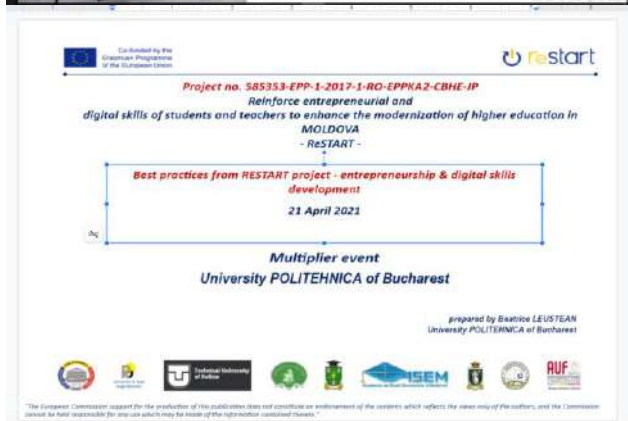 Co-funded by the
Erasmus+ Programme
of the European Union
restart
Project no. 585353-EPP-1-2017-1-RO-EPPKA2-CBHE-JP
Reinforce entrepreneurial and
digital skills of students and teachers to enhance the modernization of higher education in
MOLDOVA
- ReSTART -
Best practices from RESTART project - entrepreneurship & digital skills
development
21 April 2021
Multiplier event
University POLITEHNICA of Bucharest
prepared by Beatrice LEUSTEAN
University POLITEHNICA of Bucharest
Technical University
of Košice
ISEM
AUF
"The European Commission support for the production of this publication does not constitute an endorsement of the contents which reflects the views only of the authors, and the Commission
cannot be held responsible for any use which may be made of the information contained therein."